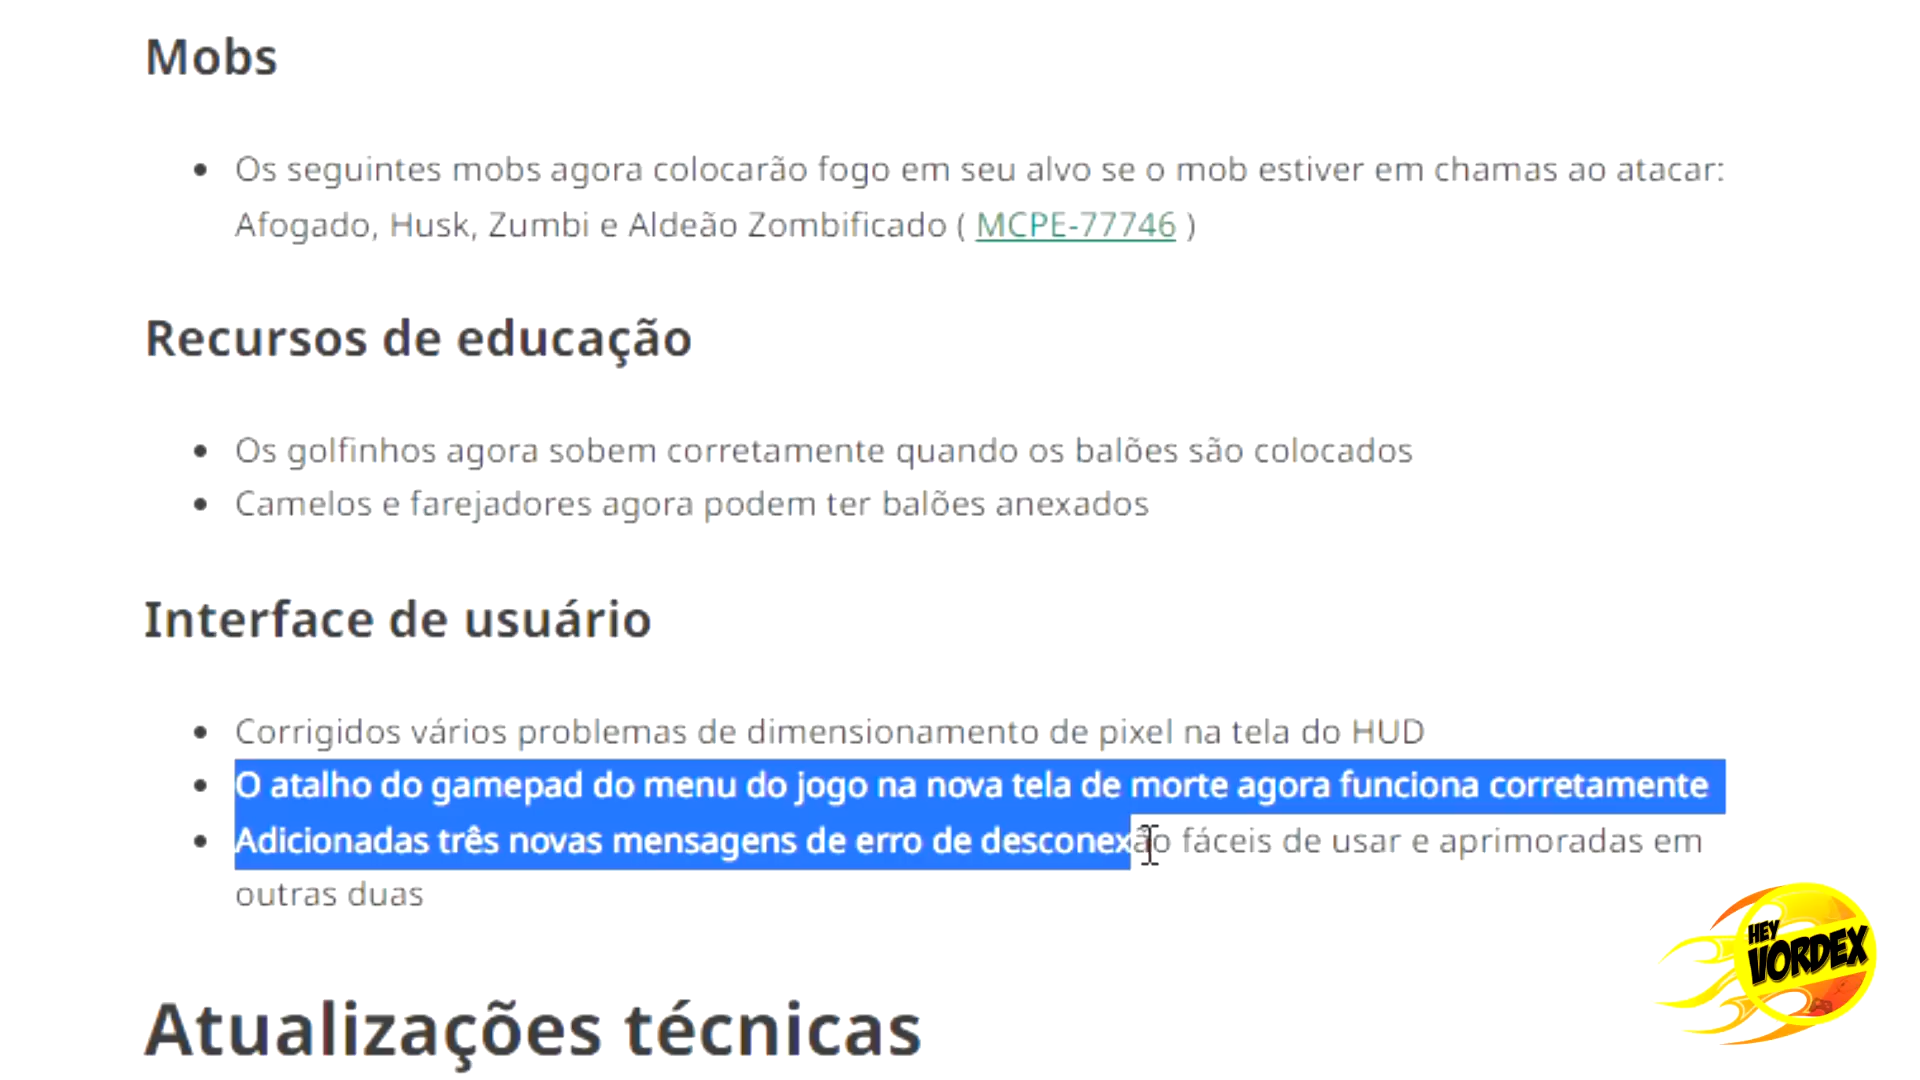 Mobs
Os seguintes mobs agora colocarão fogo em seu alvo se o mob estiver em chamas ao atacar:
Afogado, Husk, Zumbi e Aldeão Zombificado ( MCPE-77746 )
Recursos de educação
Os golfinhos agora sobem corretamente quando os balões são colocados
Camelos e farejadores agora podem ter balões anexados
Interface de usuário
Corrigidos vários problemas de dimensionamento de pixel na tela do HUD
O atalho do gamepad do menu do jogo na nova tela de morte agora funciona corretamente
Adicionadas três novas mensagens de erro de desconexão fáceis de usar e aprimoradas em
outras duas
HEY
VORDEX
Atualizações técnicas